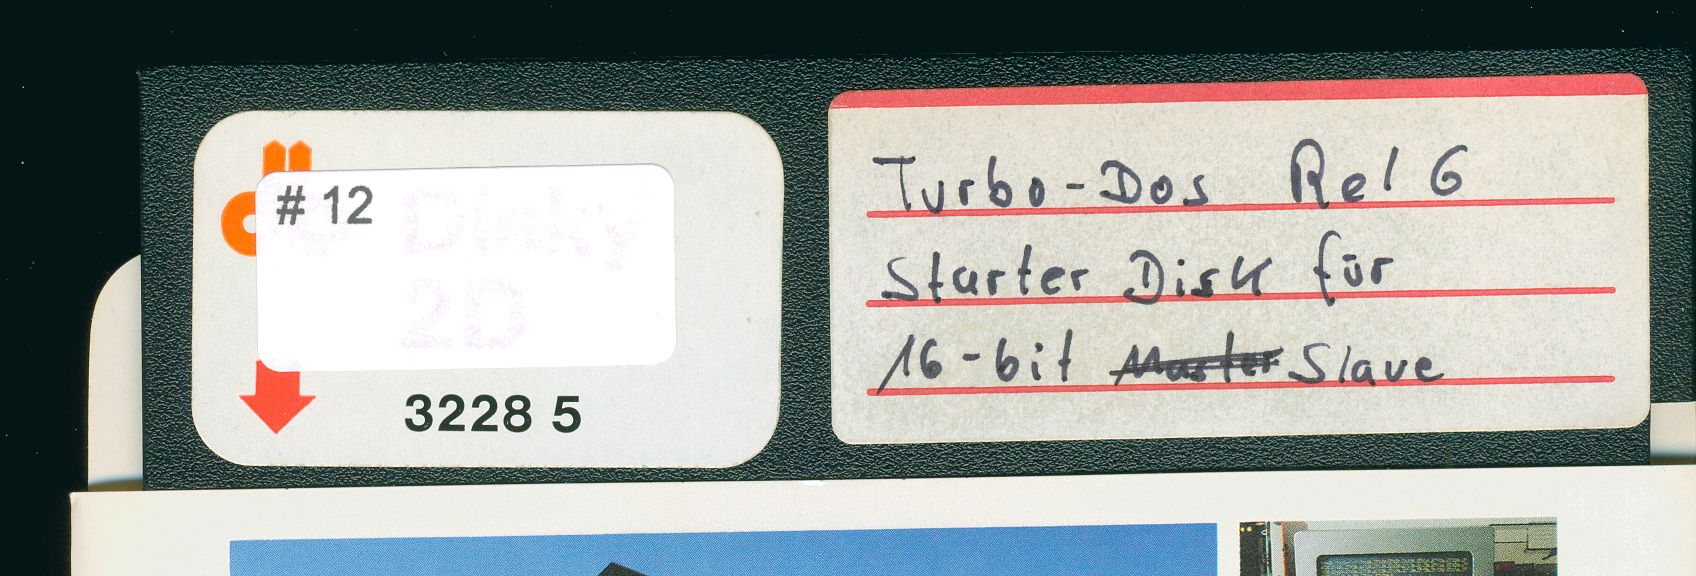 # 12
3228 5
Turbo-Dos Rel 6
Starter Disk für
16-bit Master Slave